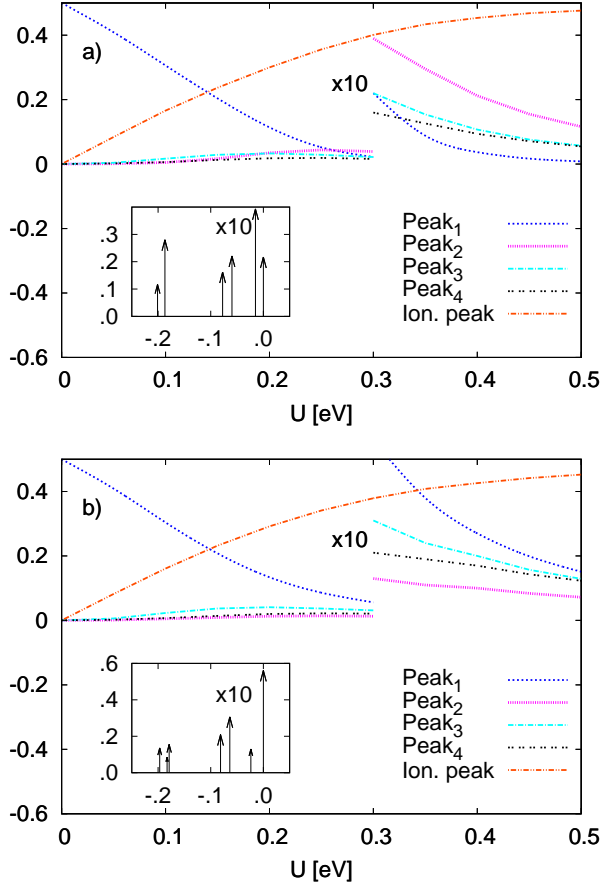 0.4
a)
x10
0.2
0
x10
.3
.2
.1
.0
-.2 -.1 .0
Peak1
Peak2
Peak3
Peak4
Ion. peak
-0.2
-0.4
-0.6
0 0.1 0.2 0.3 0.4 0.5
U [eV]
0.4
b)
x10
0.2
0
x10
.6
.4
.2
.0
-.2 -.1 .0
Peak1
Peak2
Peak3
Peak4
Ion. peak
-0.2
-0.4
-0.6
0 0.1 0.2 0.3 0.4 0.5
U [eV]